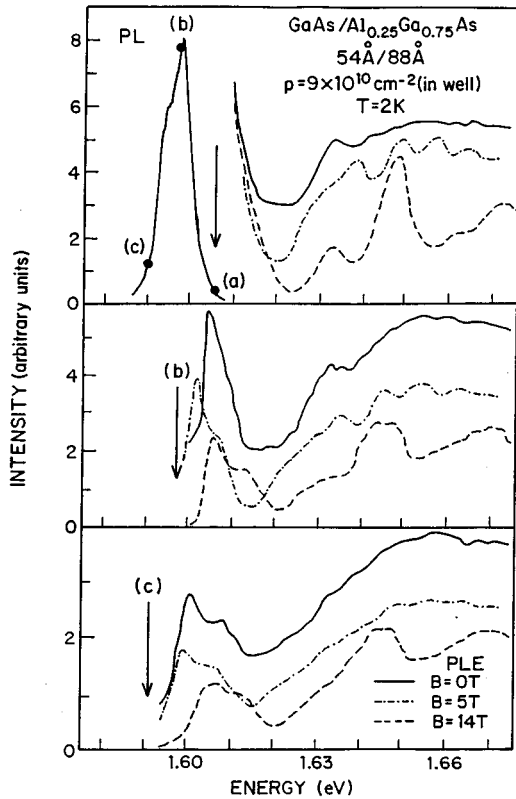 PL
(b)
GaAs/Al0.25Ga0.75As
54Å/88Å
p=9×10^10 cm^-2 (in well)
T=2K
8
6
4
2
0
(c)
(a)
INTENSITY (arbitrary units)
(b)
4
2
0
(c)
2
0
PLE
B=0T
B=5T
B=14T
1.60
1.63
1.66
ENERGY (eV)